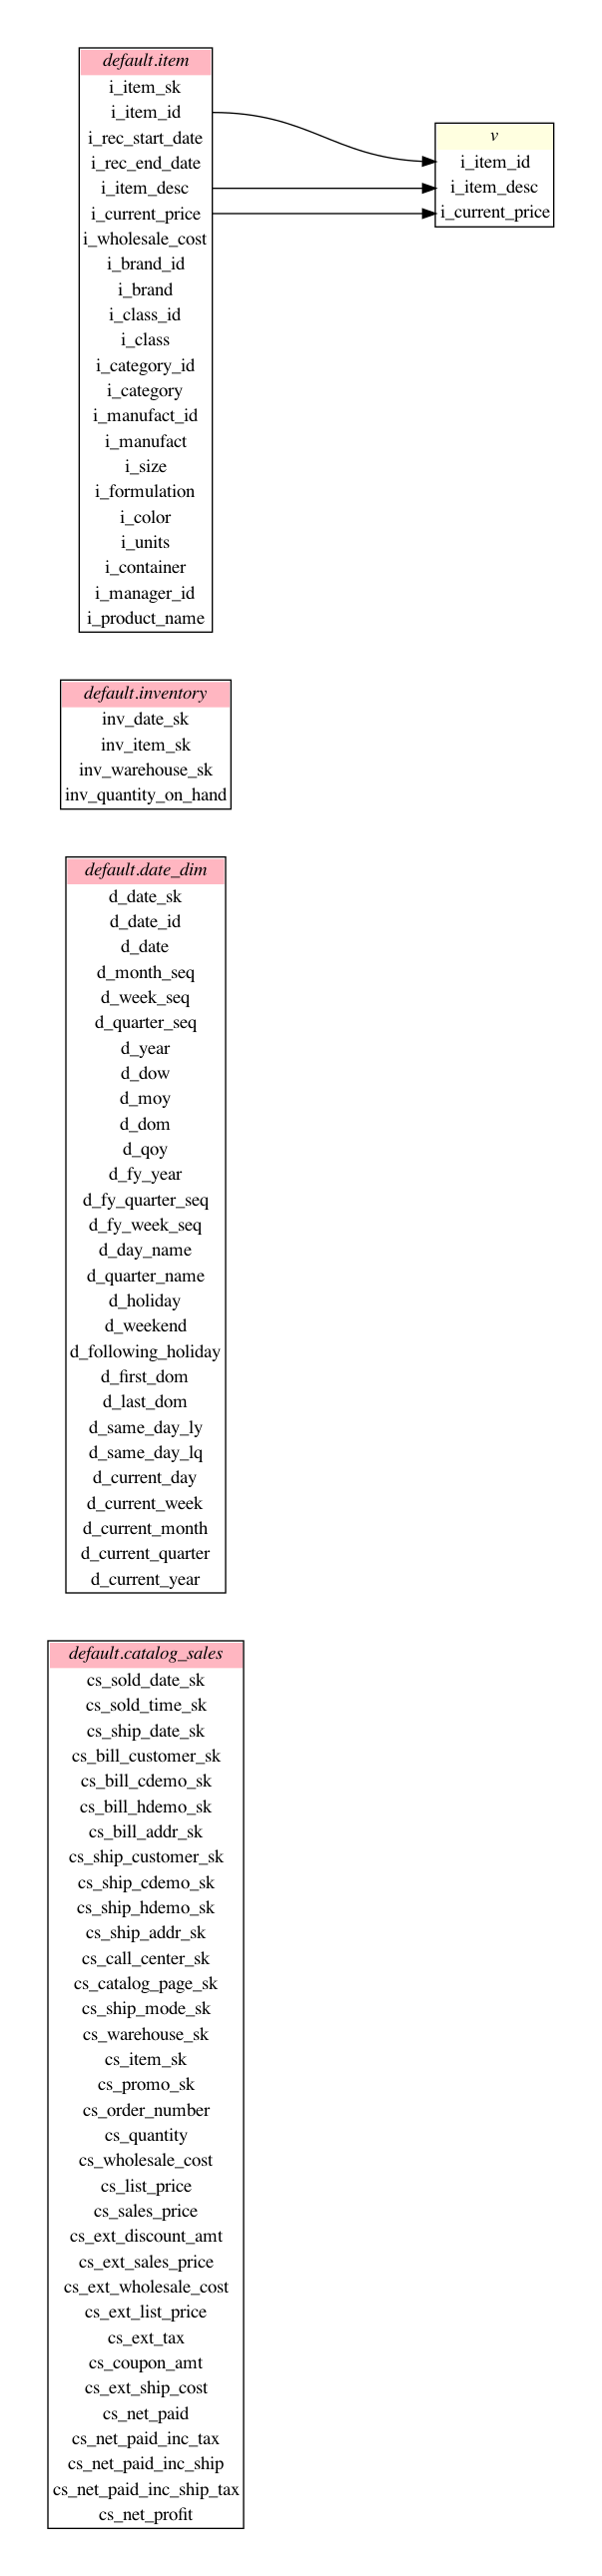 default.item
i_item_sk
i_item_id
i_rec_start_date
i_rec_end_date
i_item_desc
i_current_price
i_wholesale_cost
i_brand_id
i_brand
i_class_id
i_class
i_category_id
i_category
i_manufact_id
i_manufact
i_size
i_formulation
i_color
i_units
i_container
i_manager_id
i_product_name
v
i_item_id
i_item_desc
i_current_price
default.inventory
inv_date_sk
inv_item_sk
inv_warehouse_sk
inv_quantity_on_hand
default.date_dim
d_date_sk
d_date_id
d_date
d_month_seq
d_week_seq
d_quarter_seq
d_year
d_dow
d_moy
d_dom
d_qoy
d_fy_year
d_fy_quarter_seq
d_fy_week_seq
d_day_name
d_quarter_name
d_holiday
d_weekend
d_following_holiday
d_first_dom
d_last_dom
d_same_day_ly
d_same_day_lq
d_current_day
d_current_week
d_current_month
d_current_quarter
d_current_year
default.catalog_sales
cs_sold_date_sk
cs_sold_time_sk
cs_ship_date_sk
cs_bill_customer_sk
cs_bill_cdemo_sk
cs_bill_hdemo_sk
cs_bill_addr_sk
cs_ship_customer_sk
cs_ship_cdemo_sk
cs_ship_hdemo_sk
cs_ship_addr_sk
cs_call_center_sk
cs_catalog_page_sk
cs_ship_mode_sk
cs_warehouse_sk
cs_item_sk
cs_promo_sk
cs_order_number
cs_quantity
cs_wholesale_cost
cs_list_price
cs_sales_price
cs_ext_discount_amt
cs_ext_sales_price
cs_ext_wholesale_cost
cs_ext_list_price
cs_ext_tax
cs_coupon_amt
cs_ext_ship_cost
cs_net_paid
cs_net_paid_inc_tax
cs_net_paid_inc_ship
cs_net_paid_inc_ship_tax
cs_net_profit